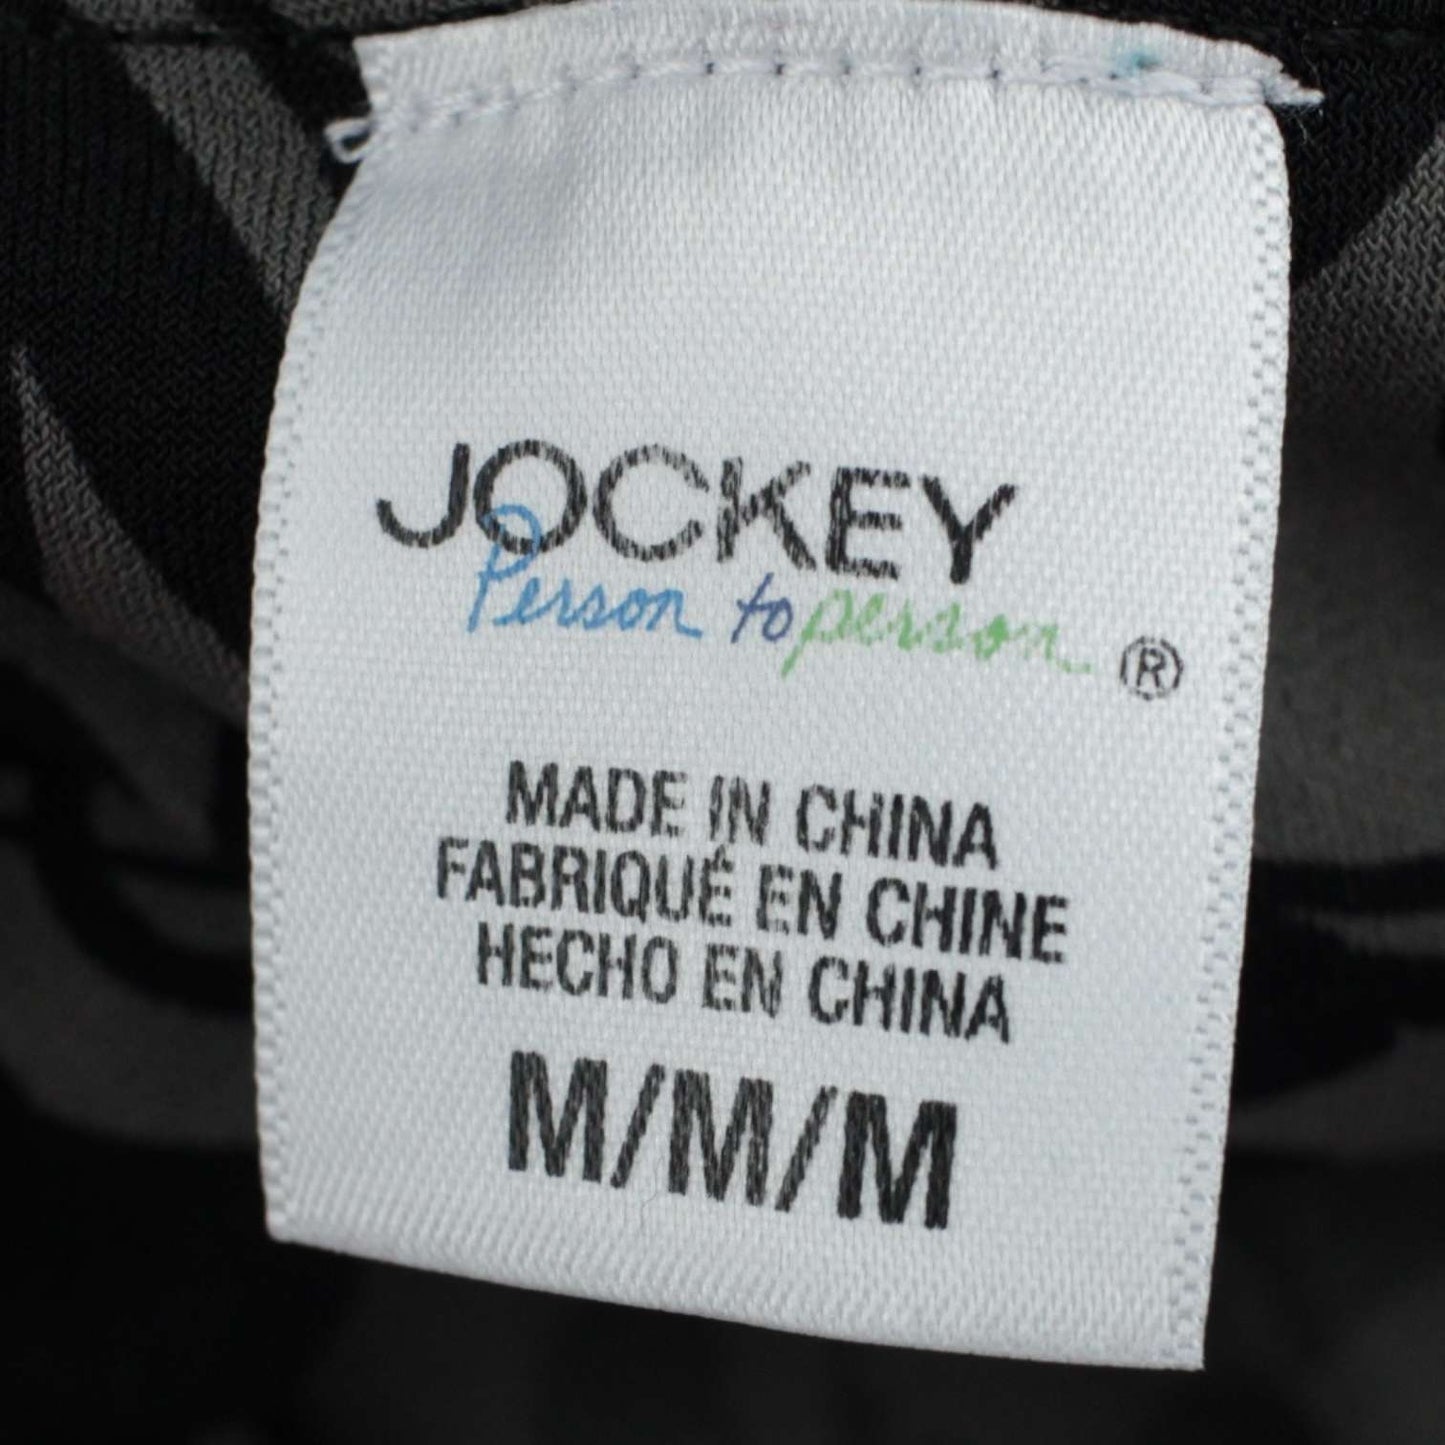 JOCKEY
Person to person ®
MADE IN CHINA
FABRIQUÉ EN CHINE
HECHO EN CHINA
M/M/M